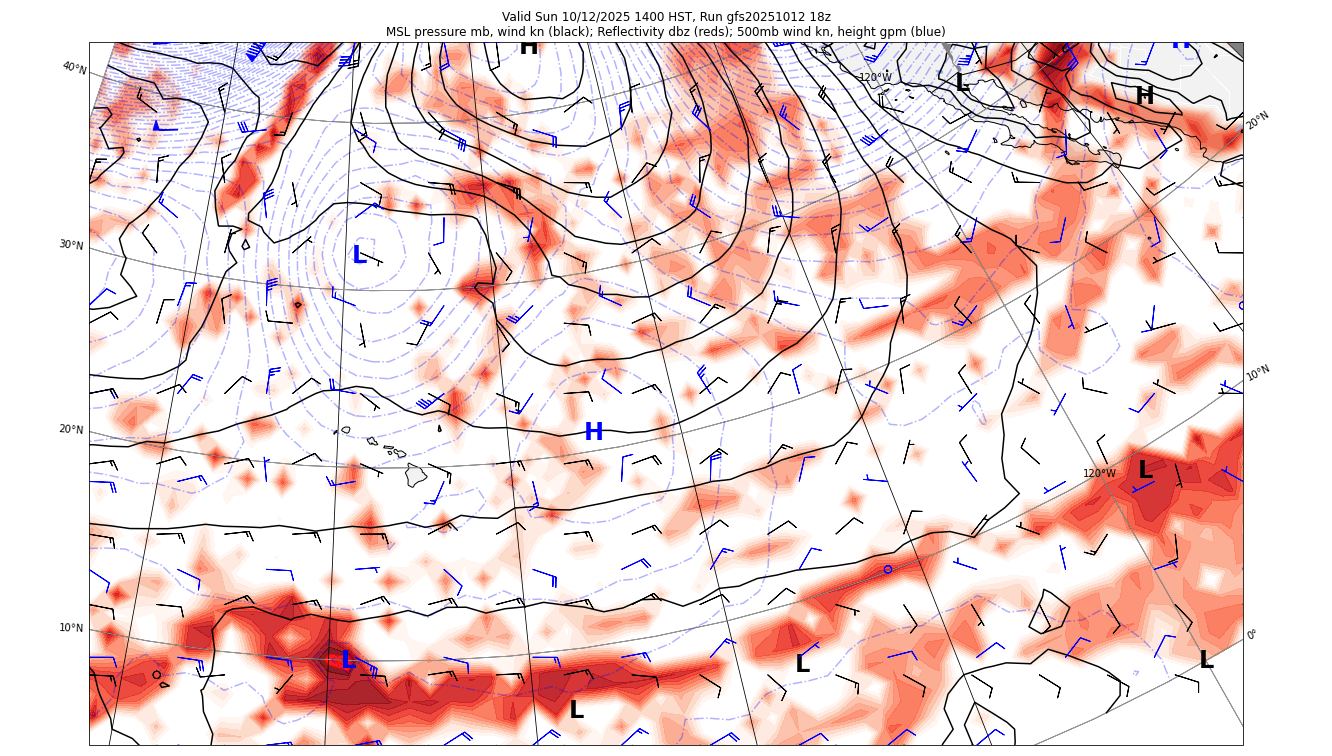 Valid Sun 10/12/2025 1400 HST, Run gfs20251012 18z
MSL pressure mb, wind kn (black); Reflectivity dbz (reds); 500mb wind kn, height gpm (blue)
H
H
40°N
120°W
L
H
20°N
30°N
L
10°N
20°N
H
120°W
L
10°N
L
L
L
0°
L